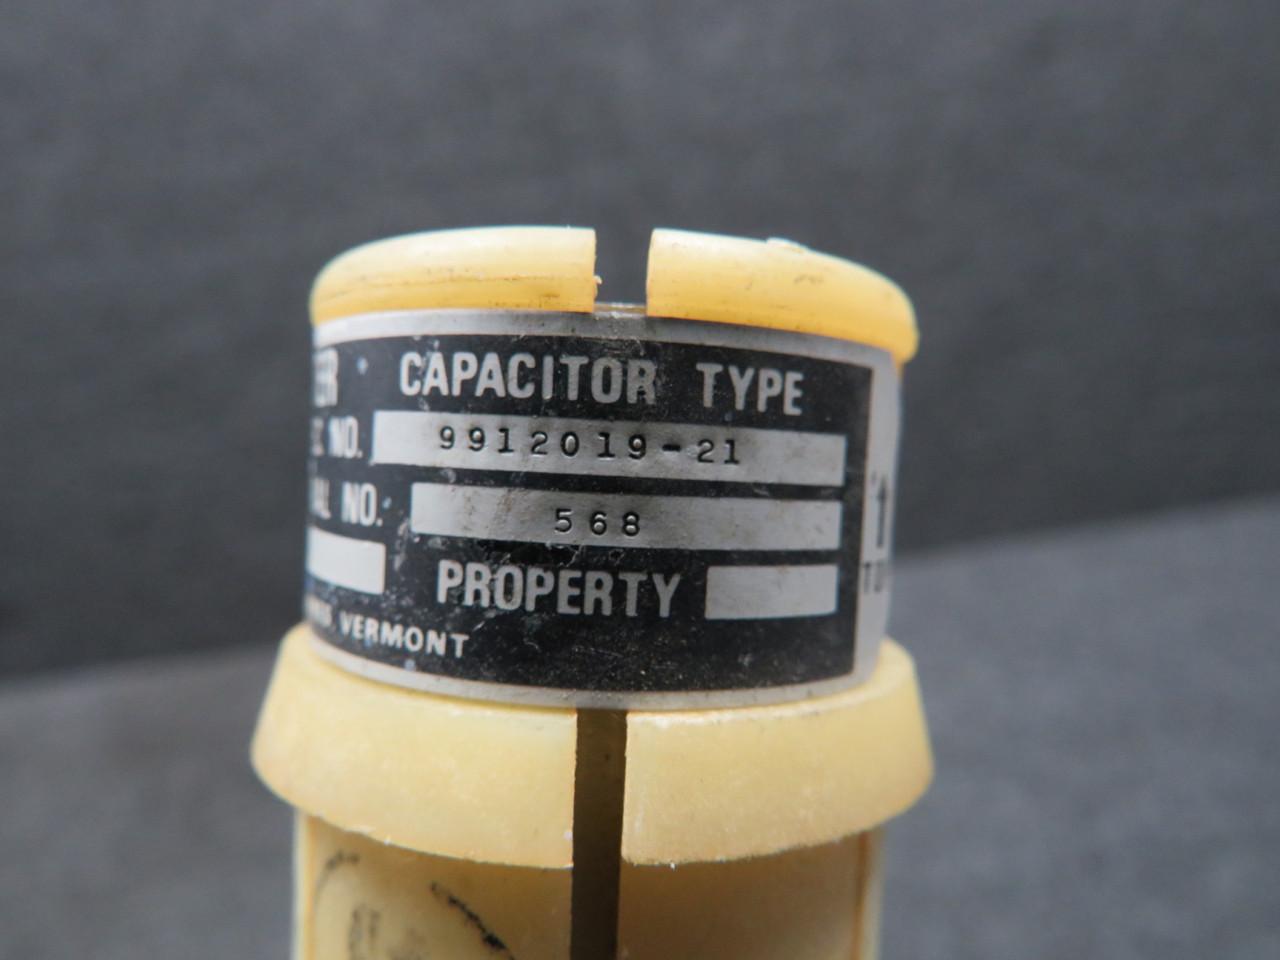 CAPACITOR TYPE
NO. 9912019-21
NO. 568
PROPERTY
VERMONT